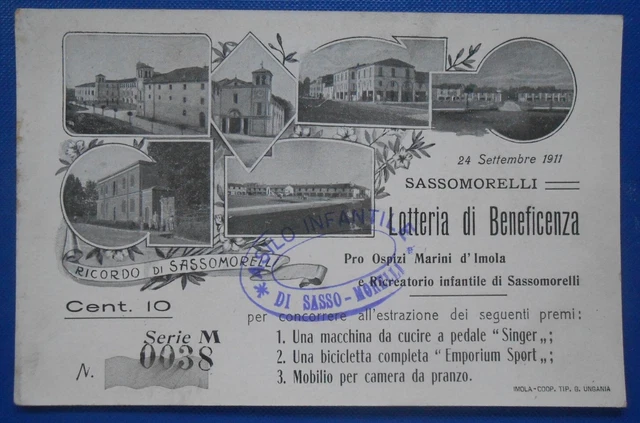 24 Settembre 1911
SASSOMORELLI
Lotteria di Beneficenza
Pro Ospizi Marini d'Imola
e Ricreatorio infantile di Sassomorelli
RICORDO DI SASSOMORELLI
ASILO INFANTILE
DI SASSO-MORELLI
Cent. 10
per concorrere all'estrazione dei seguenti premi:
Serie M
N. 0038
1. Una macchina da cucire a pedale "Singer„;
2. Una bicicletta completa "Emporium Sport„;
3. Mobilio per camera da pranzo.
IMOLA-COOP. TIP. G. UNGANIA